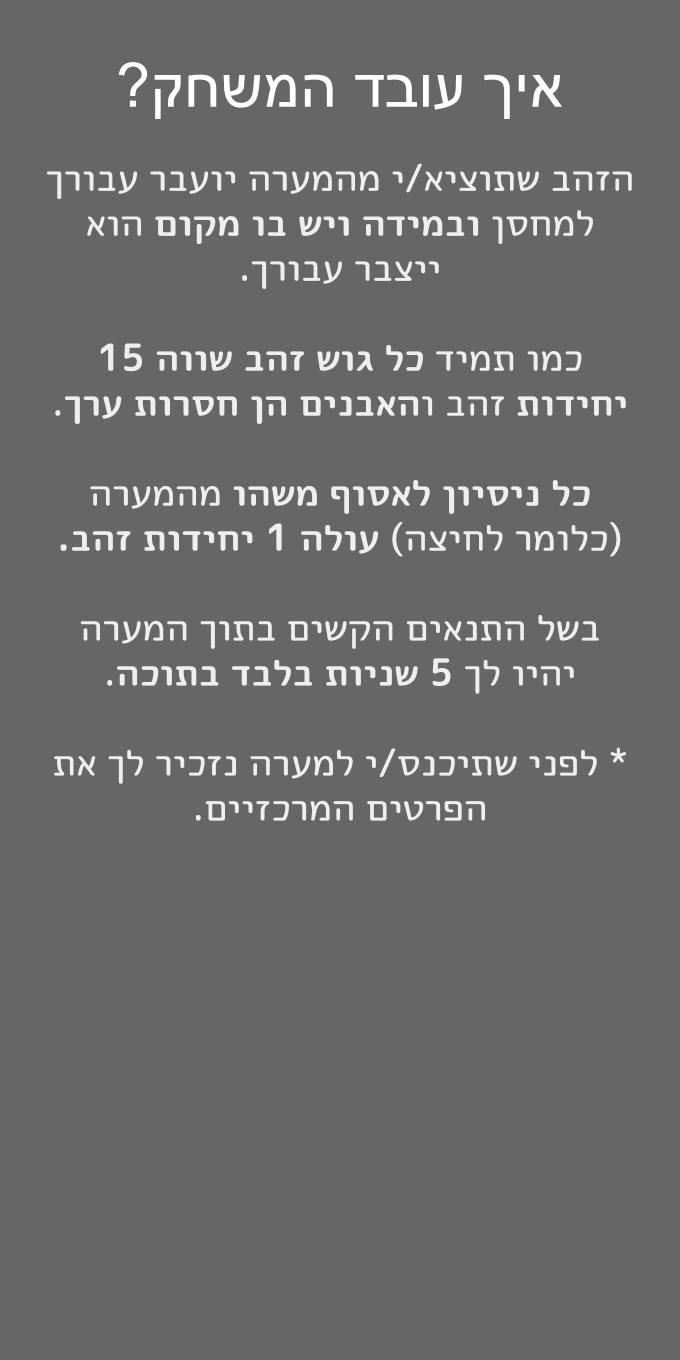 איך עובד המשחק?
הזהב שתוציא/י מהמערה יועבר עבורך
למחסן ובמידה ויש בו מקום הוא
ייצבר עבורך.
כמו תמיד כל גוש זהב שווה 15
יחידות זהב והאבנים הן חסרות ערך.
כל ניסיון לאסוף משהו מהמערה
(כלומר לחיצה) עולה 1 יחידות זהב.
בשל התנאים הקשים בתוך המערה
יהיו לך 5 שניות בלבד בתוכה.
* לפני שתיכנס/י למערה נזכיר לך את
הפרטים המרכזיים.